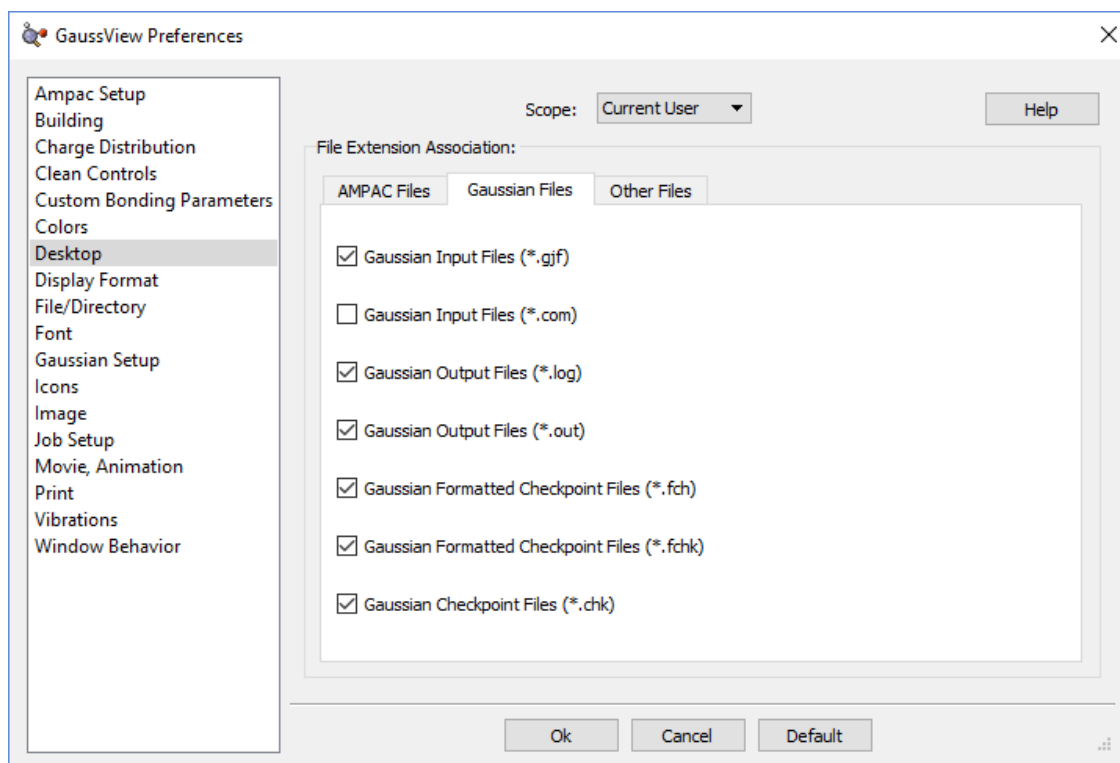 GaussView Preferences
Ampac Setup
Building
Charge Distribution
Clean Controls
Custom Bonding Parameters
Colors
Desktop
Display Format
File/Directory
Font
Gaussian Setup
Icons
Image
Job Setup
Movie, Animation
Print
Vibrations
Window Behavior
Scope: Current User Help
File Extension Association:
AMPAC Files Gaussian Files Other Files
Gaussian Input Files (*.gjf)
Gaussian Input Files (*.com)
Gaussian Output Files (*.log)
Gaussian Output Files (*.out)
Gaussian Formatted Checkpoint Files (*.fch)
Gaussian Formatted Checkpoint Files (*.fchk)
Gaussian Checkpoint Files (*.chk)
Ok Cancel Default